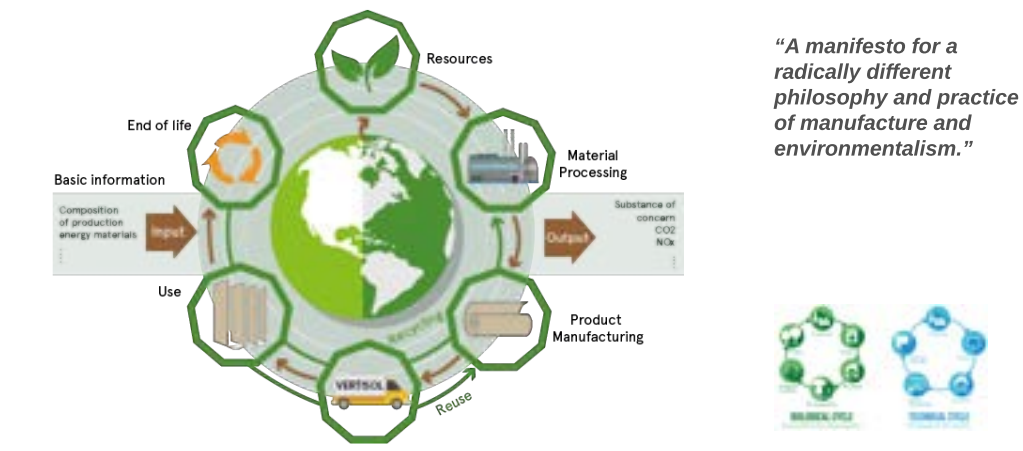 Resources
“A manifesto for a
radically different
philosophy and practice
of manufacture and
environmentalism.”
End of life
Material
Processing
Basic information
Composition
of production
energy materials
Input
Output
Substance of
concern
CO2
NOx
Use
Product
Manufacturing
Recycling
VERTISOL
Reuse
BIOLOGICAL CYCLE
TECHNICAL CYCLE